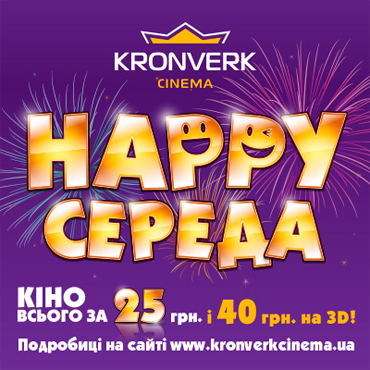 KRONVERK
CINEMA
HAPPY
СЕРЕДА
КІНО
ВСЬОГО ЗА 25 грн. і 40 грн. на 3D!
Подробиці на сайті www.kronverkcinema.ua